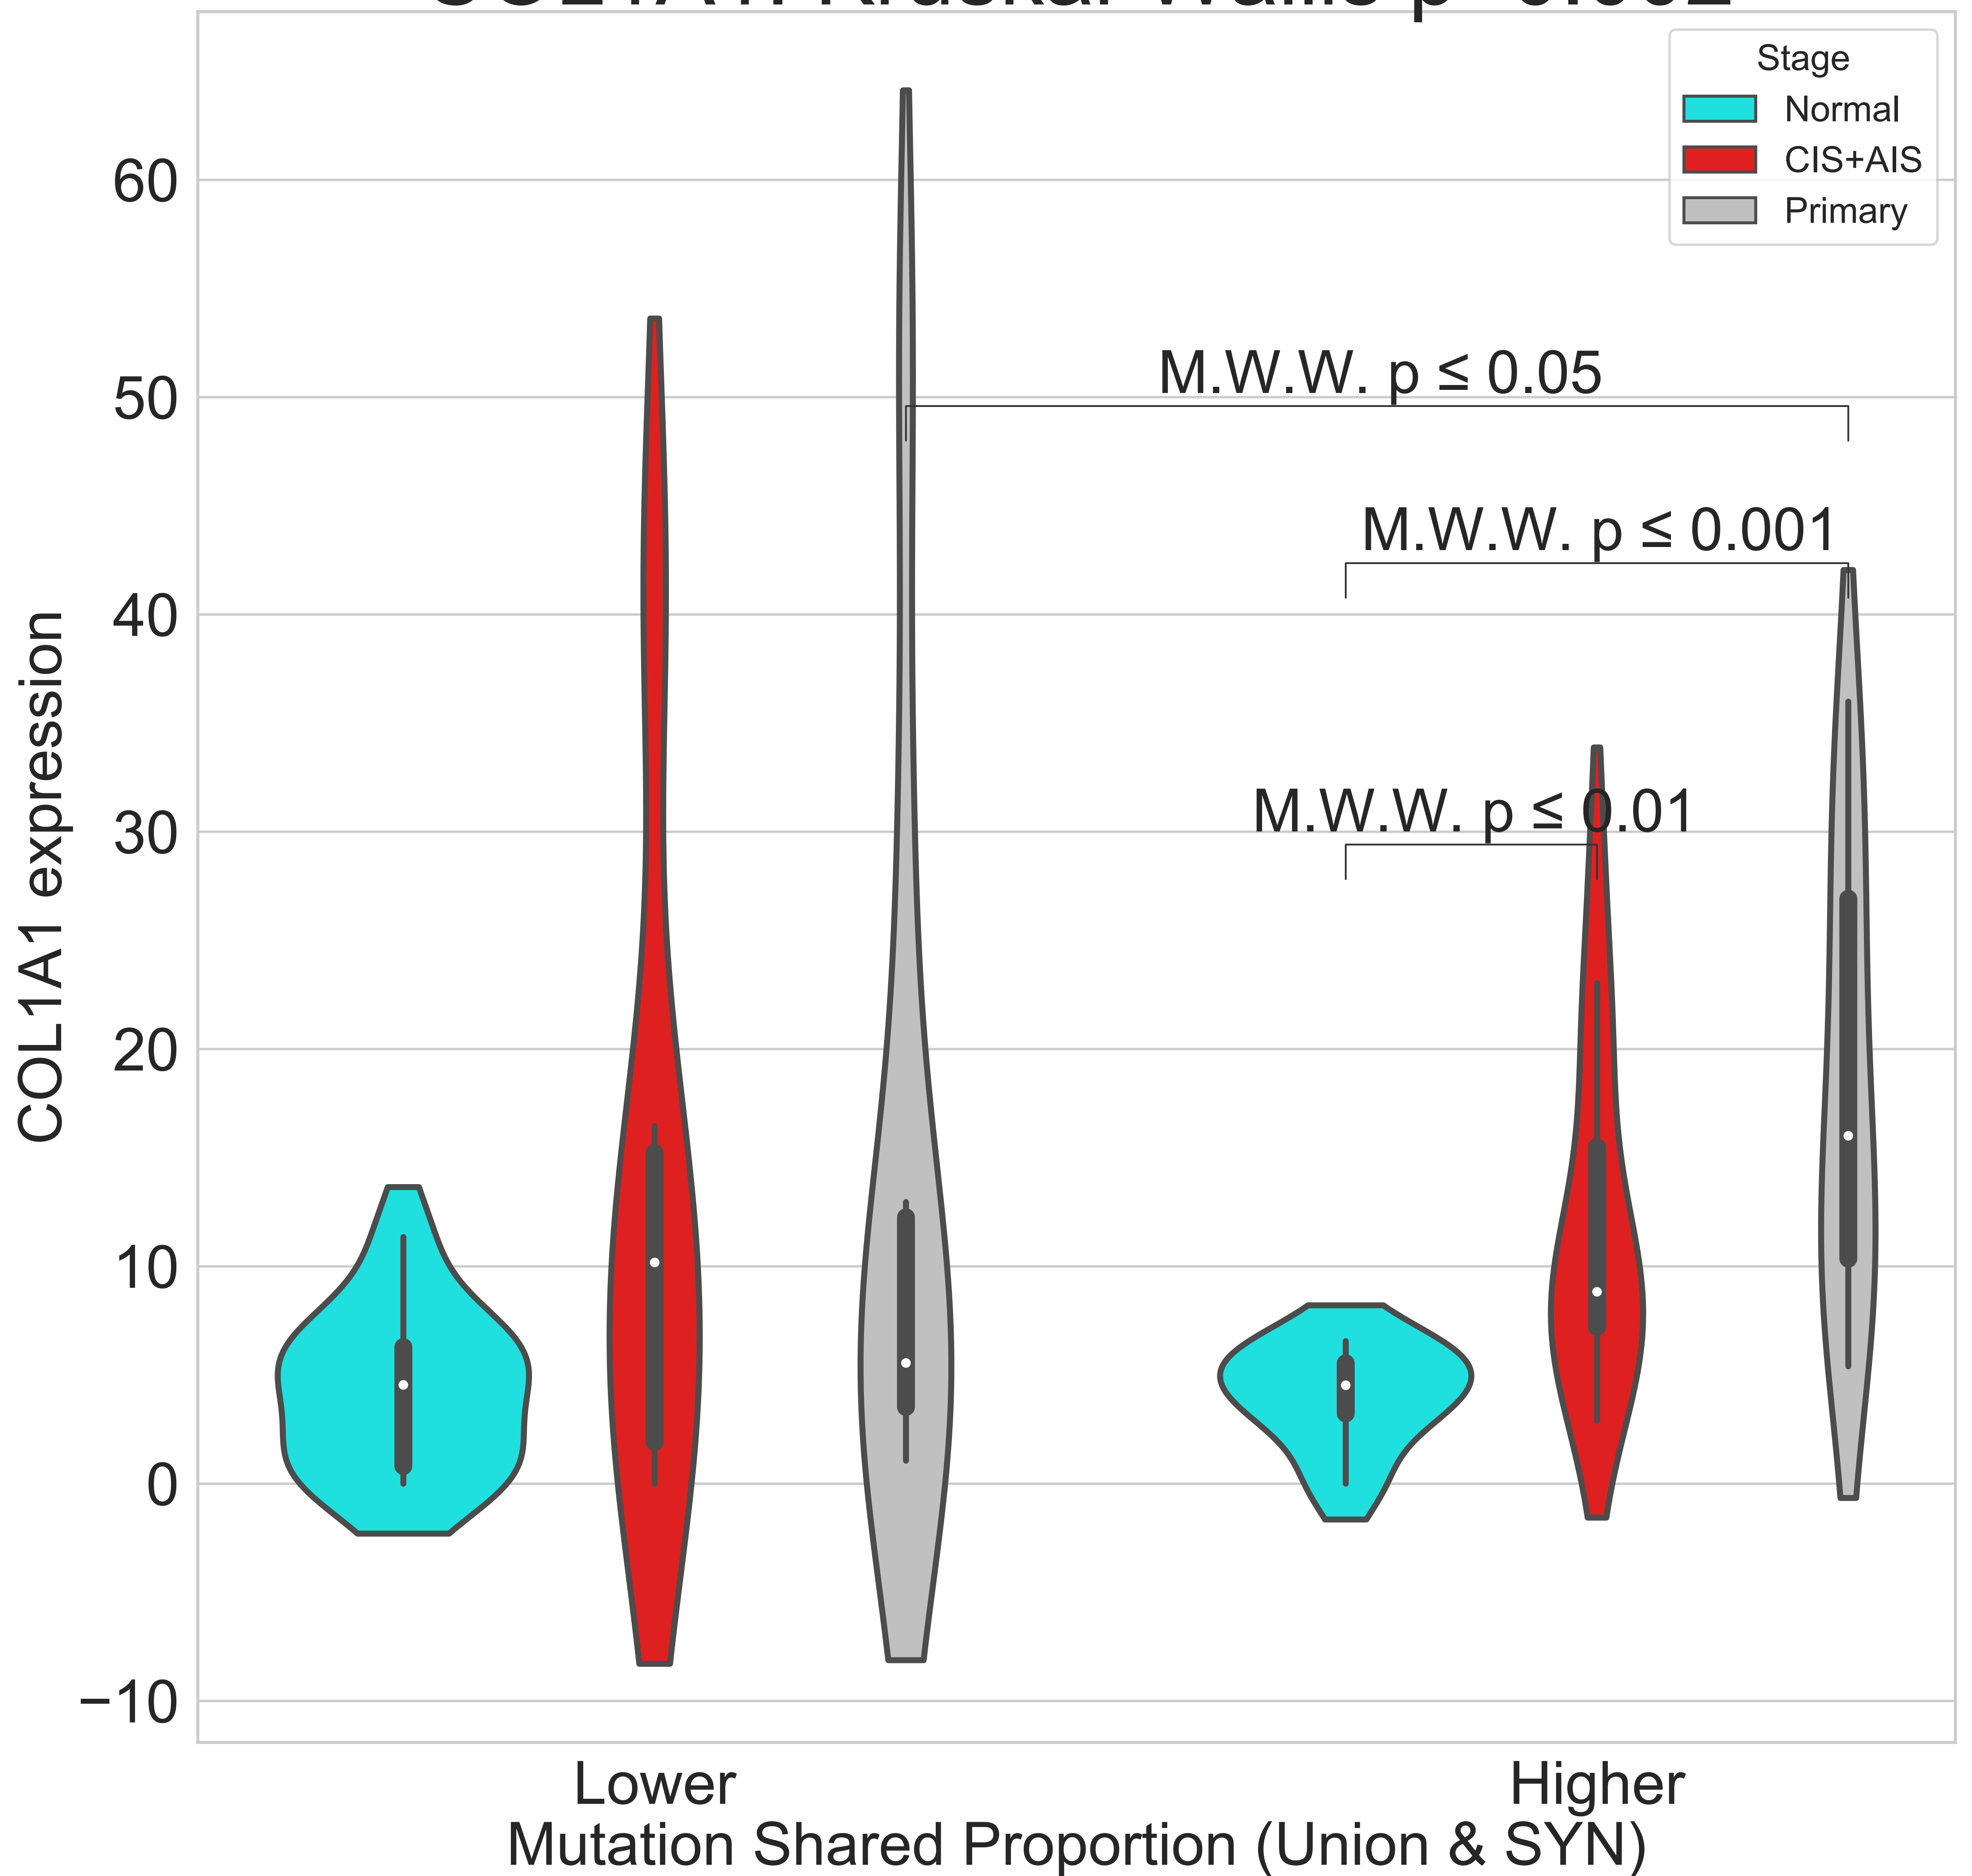 Stage
Normal
CIS+AIS
Primary
60
50
40
30
20
10
0
−10
COL1A1 expression
M.W.W. p ≤ 0.05
M.W.W. p ≤ 0.001
M.W.W. p ≤ 0.01
Lower
Higher
Mutation Shared Proportion (Union & SYN)